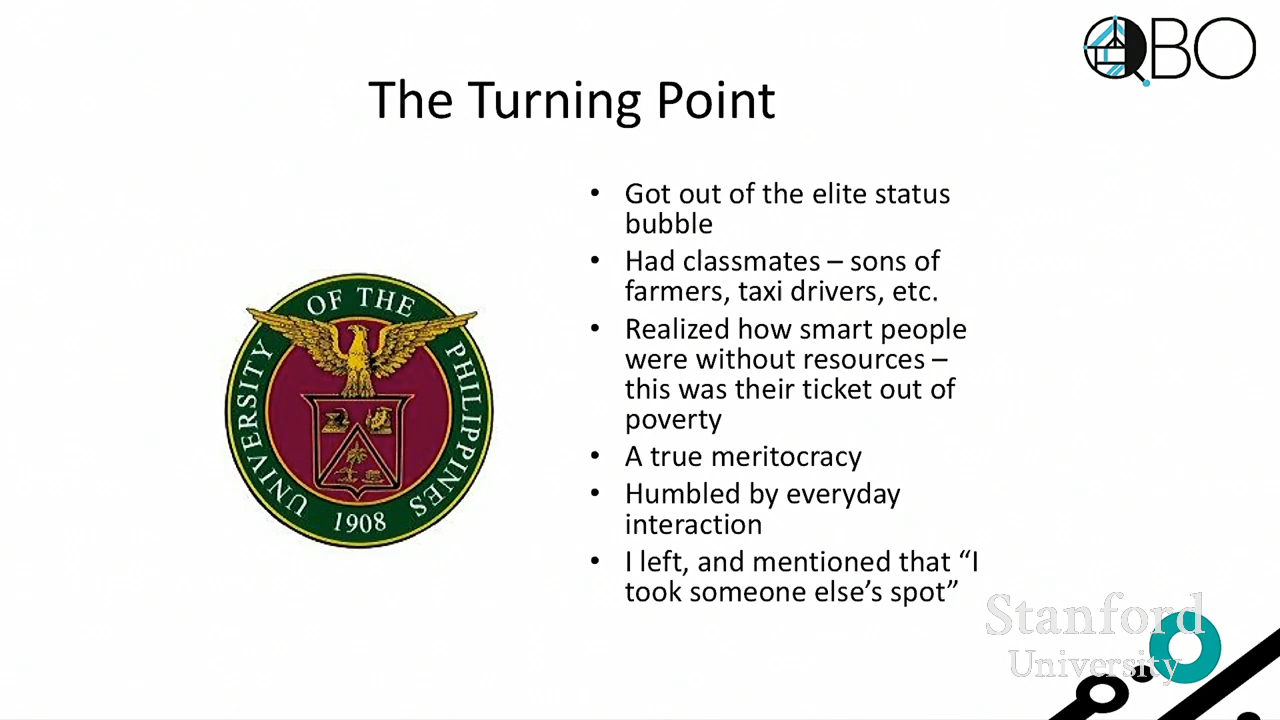 QBO
The Turning Point
• Got out of the elite status
bubble
• Had classmates – sons of
farmers, taxi drivers, etc.
• Realized how smart people
were without resources –
this was their ticket out of
poverty
• A true meritocracy
• Humbled by everyday
interaction
• I left, and mentioned that “I
took someone else’s spot”
UNIVERSITY OF THE PHILIPPINES
1908
Stanford
University